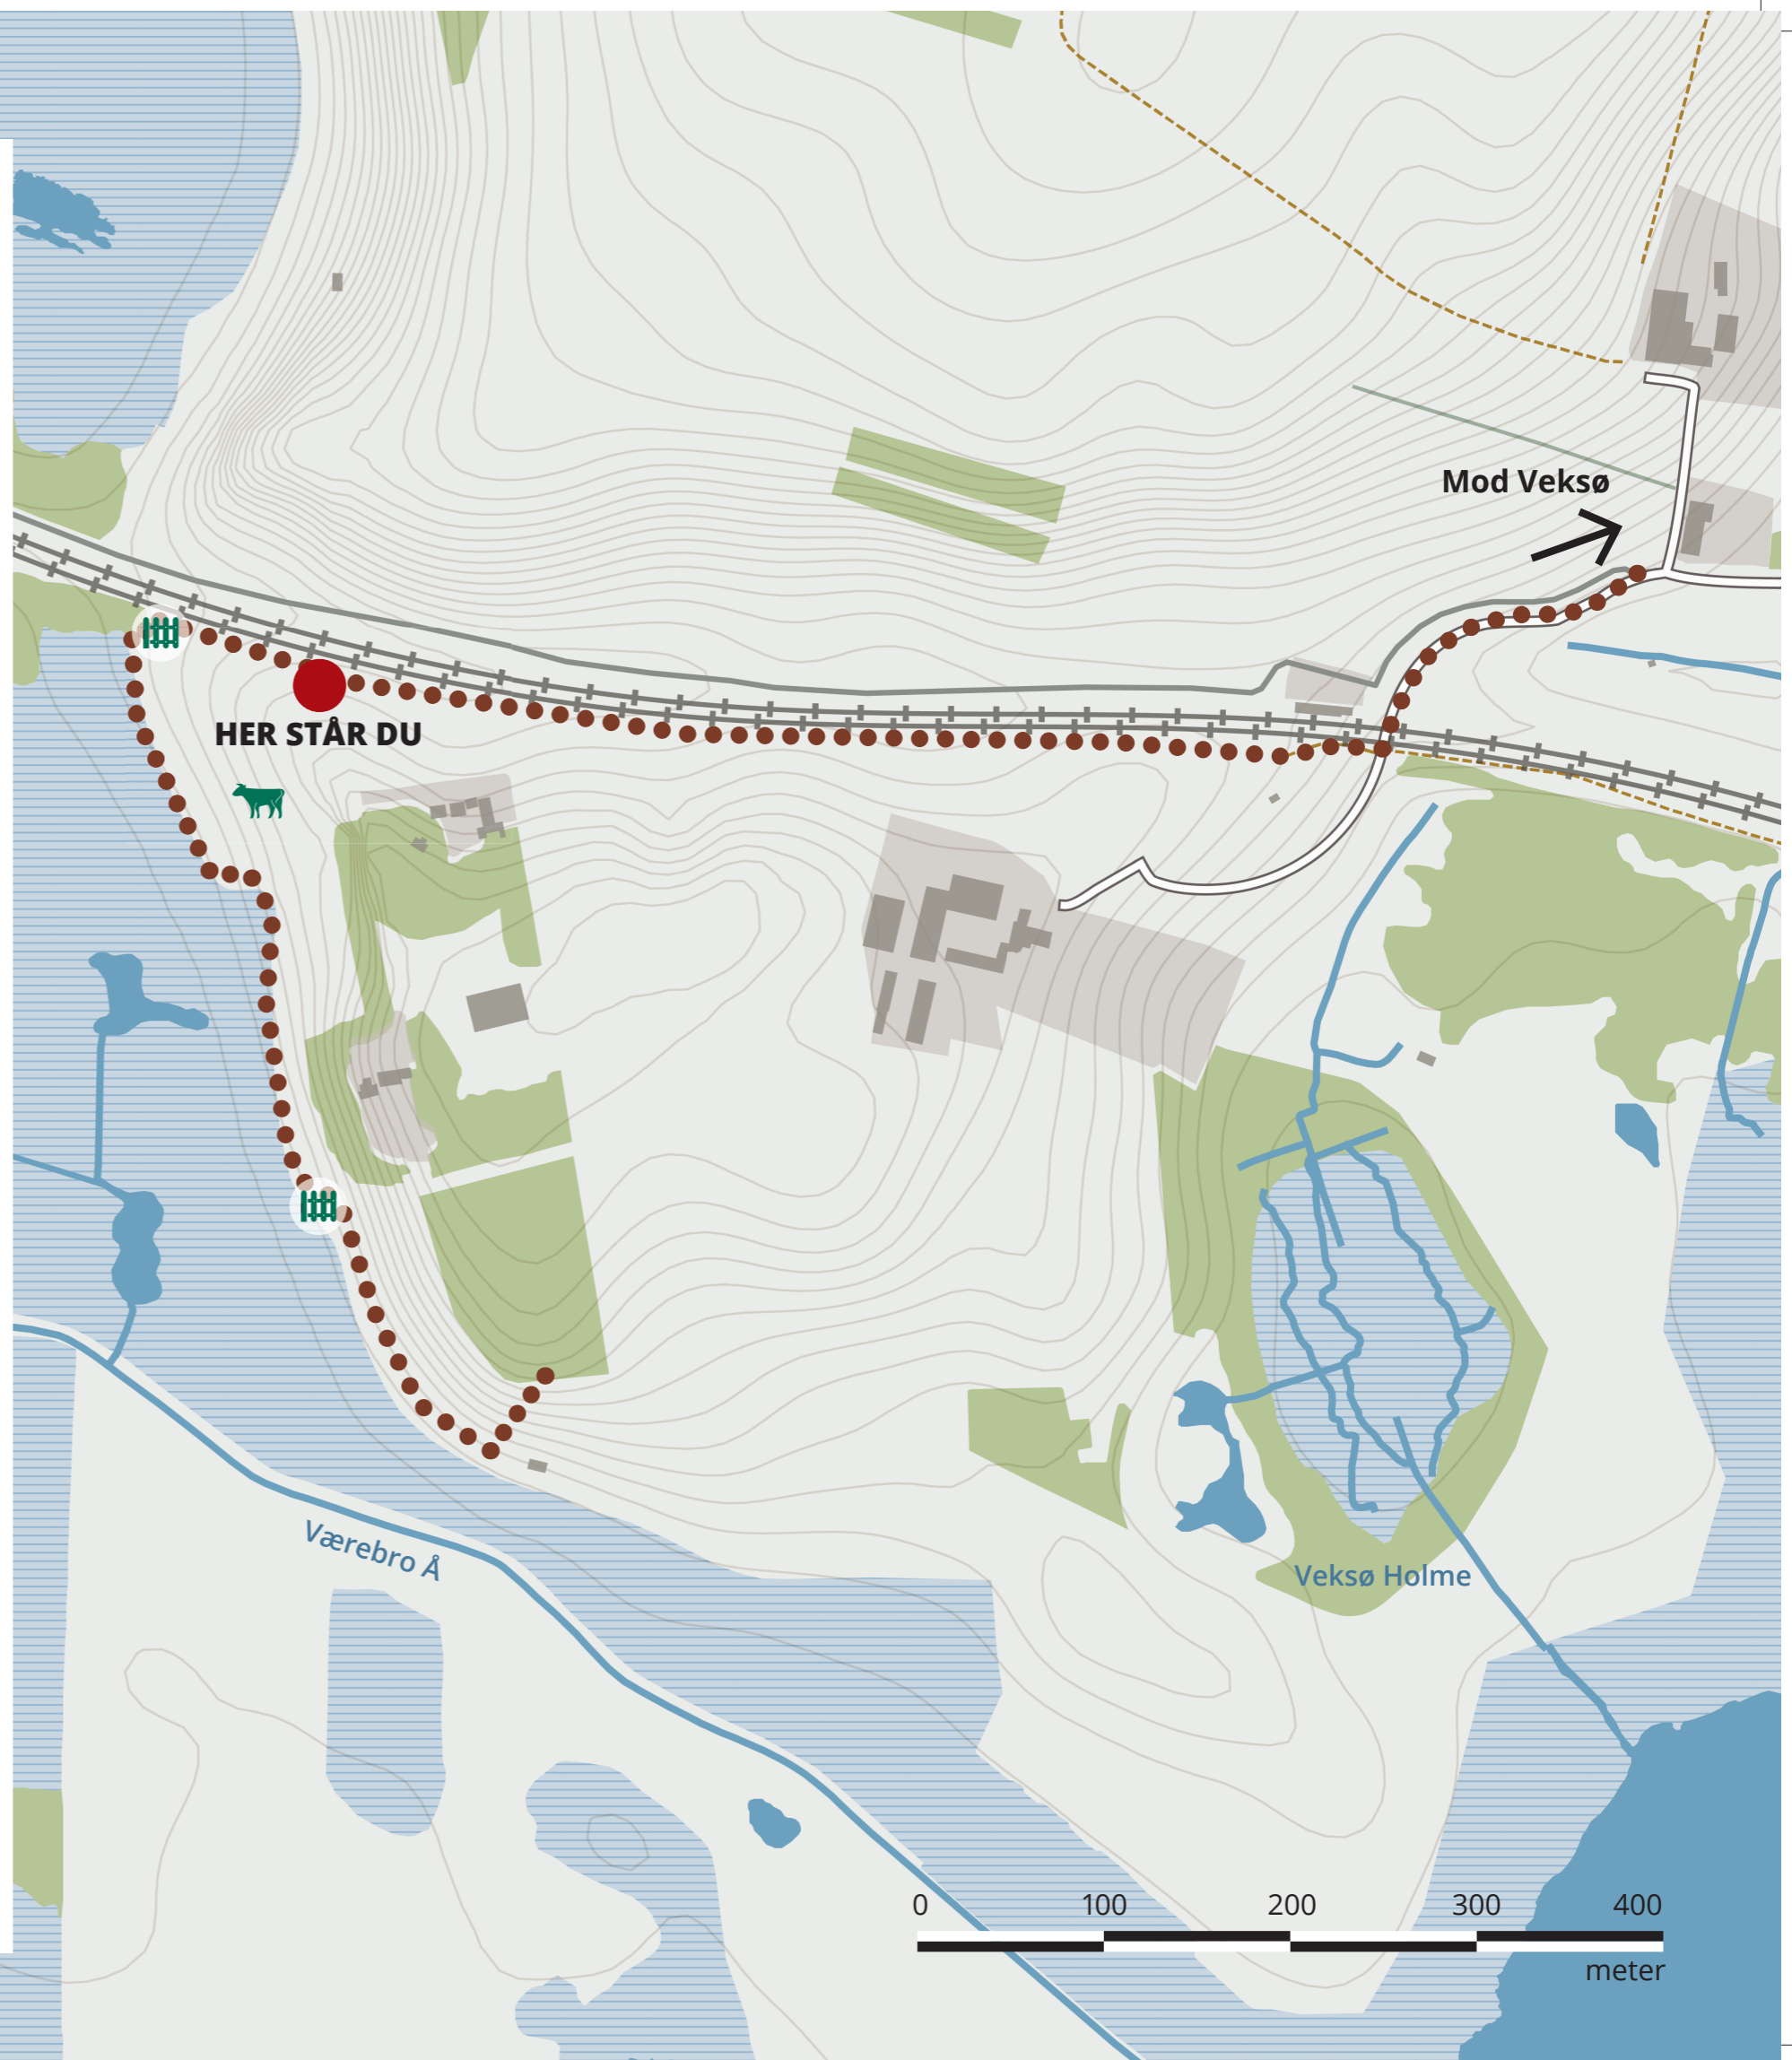 Mod Veksø
HER STÅR DU
Værebro Å
Veksø Holme
0 100 200 300 400
meter